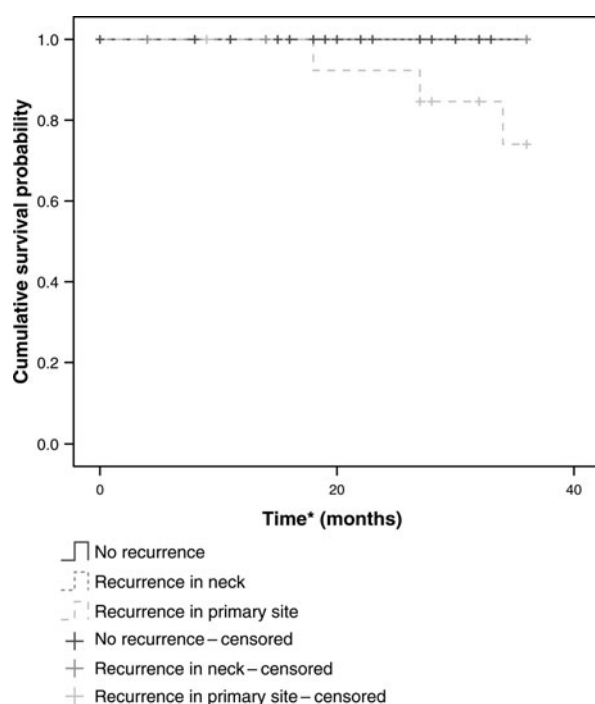 1.0
0.8
0.6
0.4
0.2
0.0
Cumulative survival probability
0 20 40
Time* (months)
No recurrence
Recurrence in neck
Recurrence in primary site
No recurrence – censored
Recurrence in neck – censored
Recurrence in primary site – censored